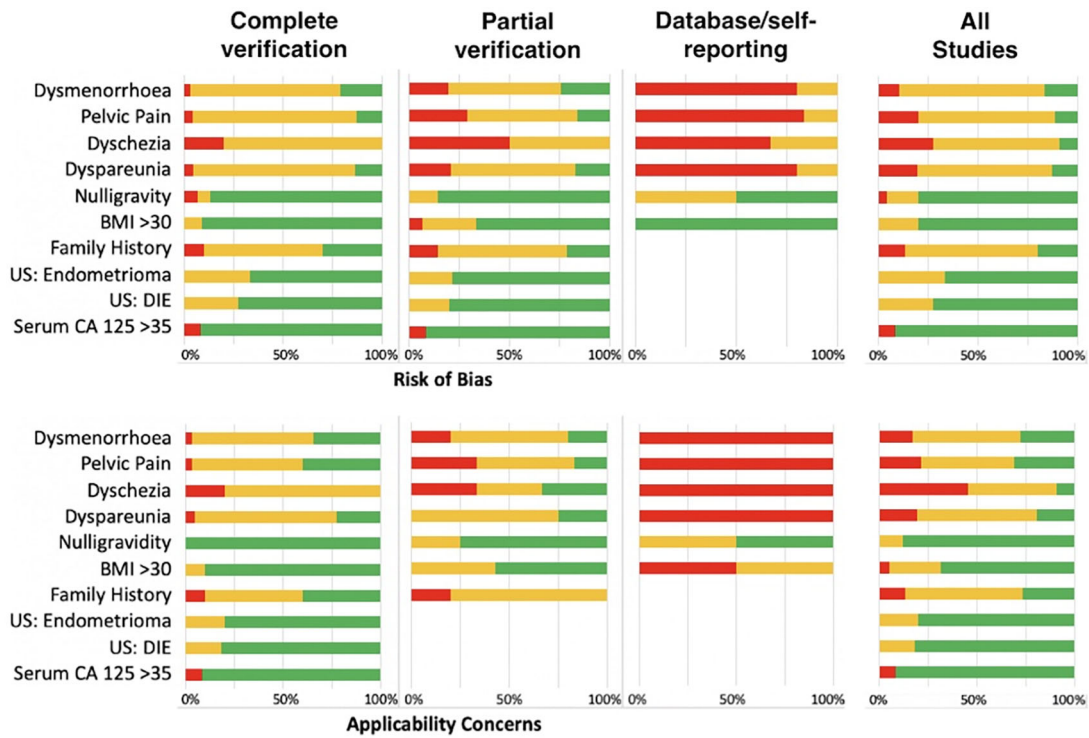 Complete
verification
Partial
verification
Database/self-
reporting
All
Studies
Dysmenorrhoea
Pelvic Pain
Dyschezia
Dyspareunia
Nulligravity
BMI >30
Family History
US: Endometrioma
US: DIE
Serum CA 125 >35
0% 50% 100% 0% 50% 100% 0% 50% 100% 0% 50% 100%
Risk of Bias
Dysmenorrhoea
Pelvic Pain
Dyschezia
Dyspareunia
Nulligravidity
BMI >30
Family History
US: Endometrioma
US: DIE
Serum CA 125 >35
0% 50% 100% 0% 50% 100% 0% 50% 100% 0% 50% 100%
Applicability Concerns